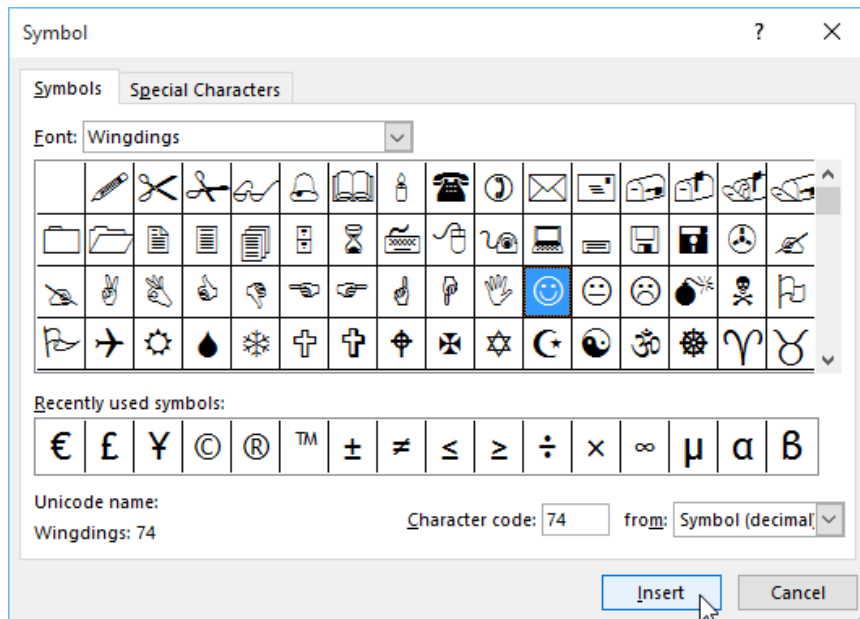 Symbol ? ×
Symbols Special Characters
Font: Wingdings
Recently used symbols:
€ £ ¥ © ® ™ ± ≠ ≤ ≥ ÷ × ∞ µ α β
Unicode name:
Wingdings: 74
Character code: 74 from: Symbol (decimal)
Insert Cancel